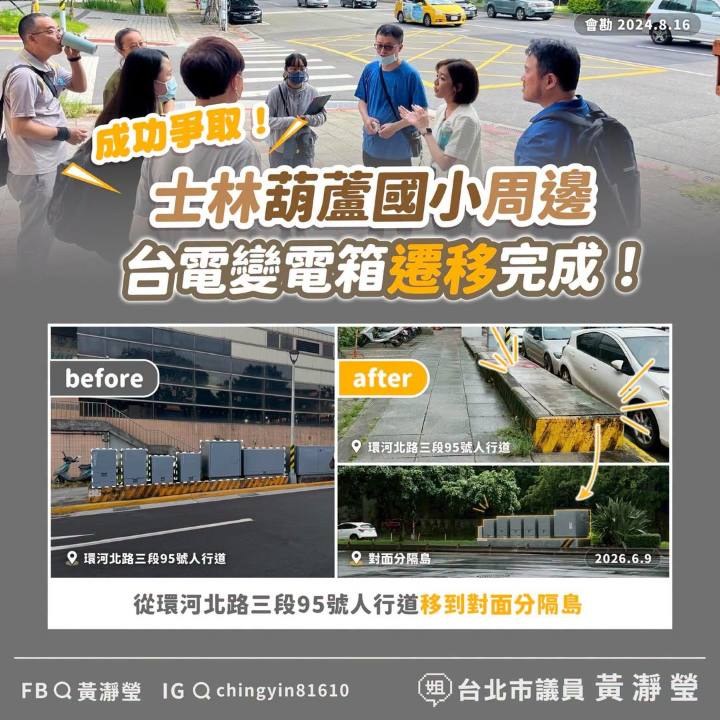 會勘 2024.8.16
成功爭取！
士林葫蘆國小周邊
台電變電箱遷移完成！
before
after
環河北路三段95號人行道
環河北路三段95號人行道
對面分隔島
2026.6.9
從環河北路三段95號人行道移到對面分隔島
FB 黃瀞瑩 IG chingyin81610
姐 台北市議員 黃瀞瑩